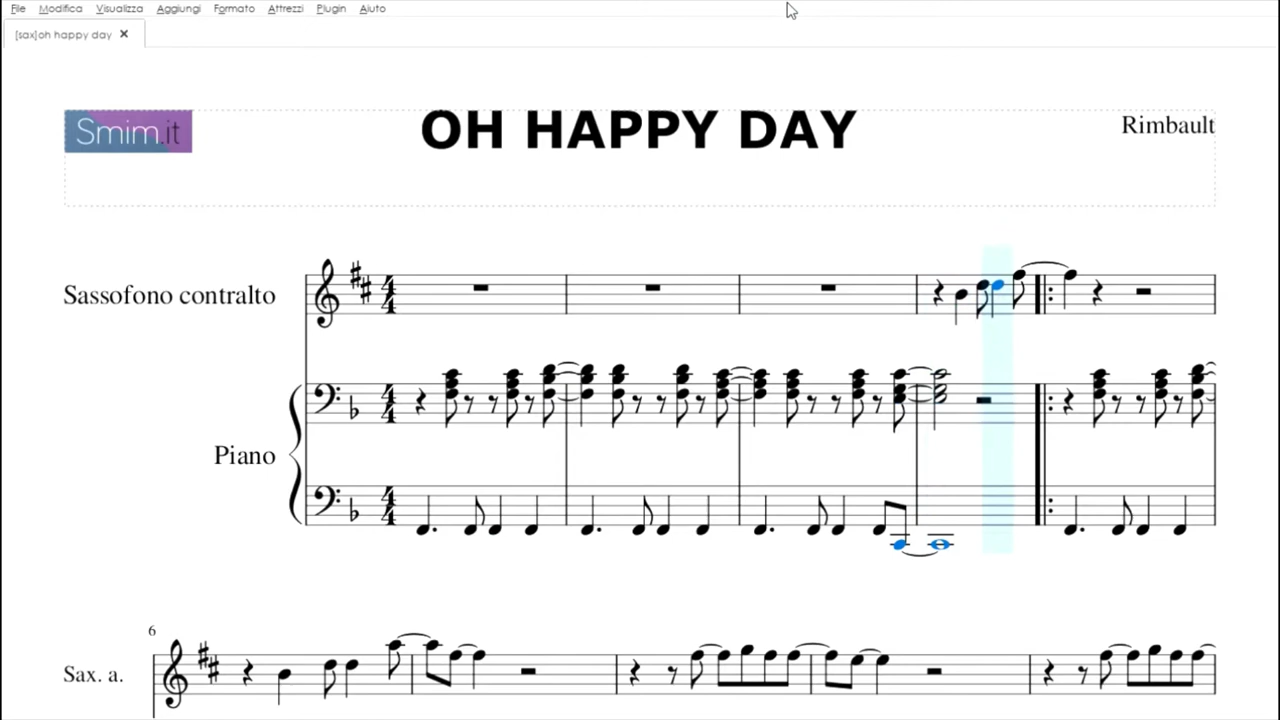 File Modifica Visualizza Aggiungi Formato Attrezzi Plugin Aiuto
[sax]oh happy day ×
Smim.it
OH HAPPY DAY
Rimbault
Sassofono contralto
Piano
6
Sax. a.